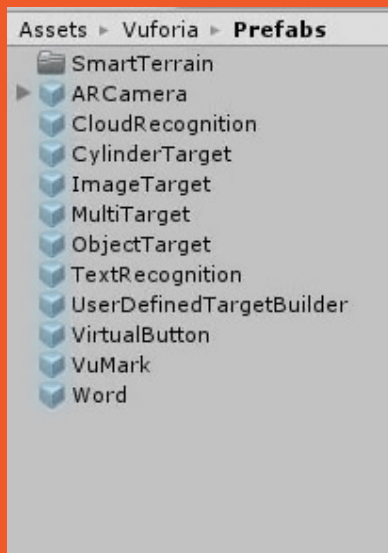 Assets ▸ Vuforia ▸ Prefabs
SmartTerrain
ARCamera
CloudRecognition
CylinderTarget
ImageTarget
MultiTarget
ObjectTarget
TextRecognition
UserDefinedTargetBuilder
VirtualButton
VuMark
Word